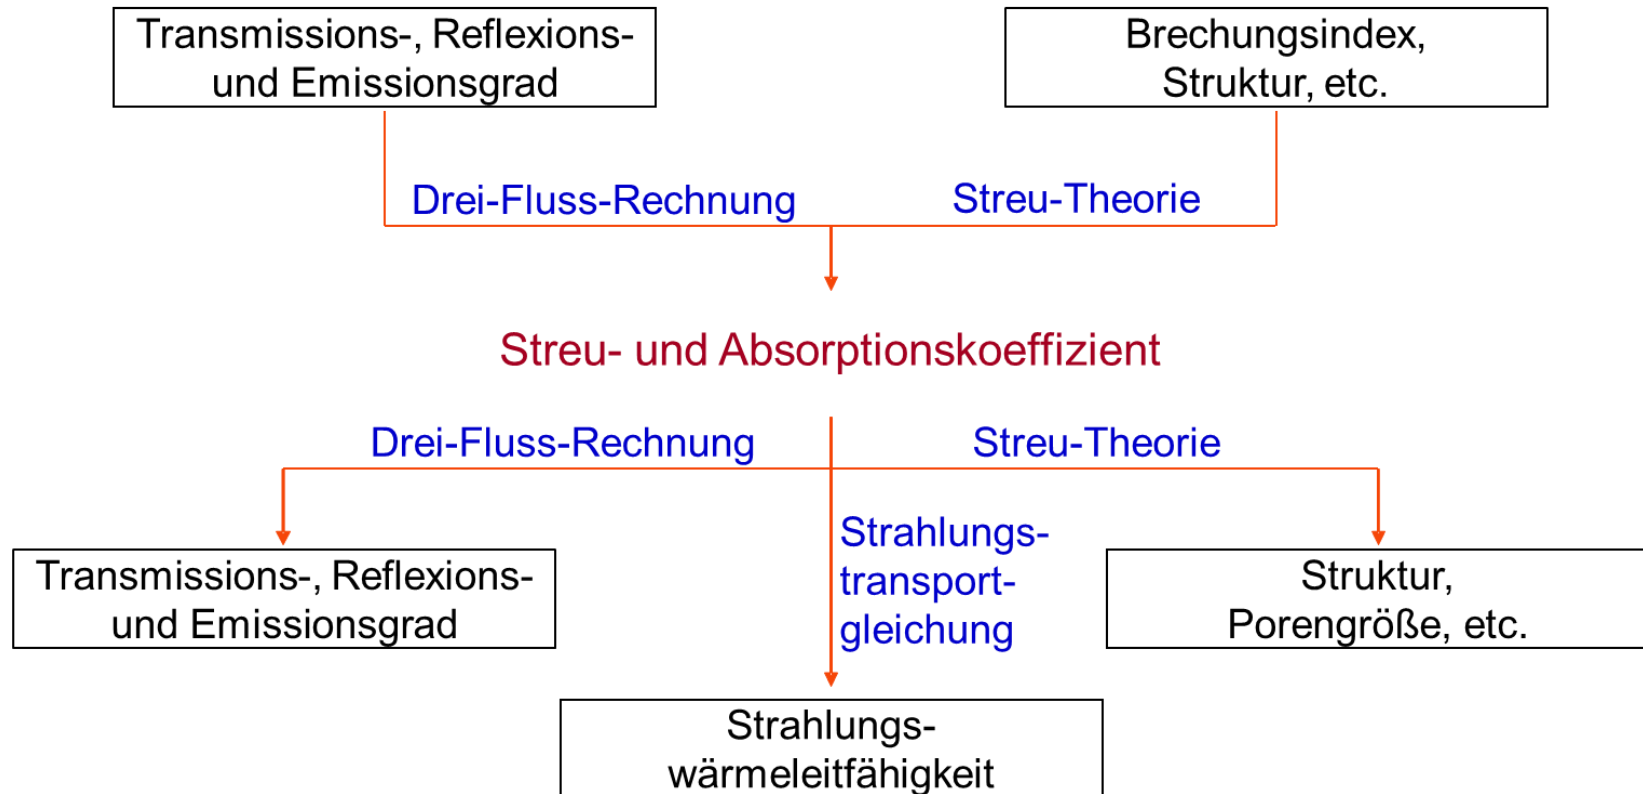 Transmissions-, Reflexions-
und Emissionsgrad
Brechungsindex,
Struktur, etc.
Drei-Fluss-Rechnung
Streu-Theorie
Streu- und Absorptionskoeffizient
Drei-Fluss-Rechnung
Streu-Theorie
Transmissions-, Reflexions-
und Emissionsgrad
Strahlungs-
transport-
gleichung
Struktur,
Porengröße, etc.
Strahlungs-
wärmeleitfähigkeit